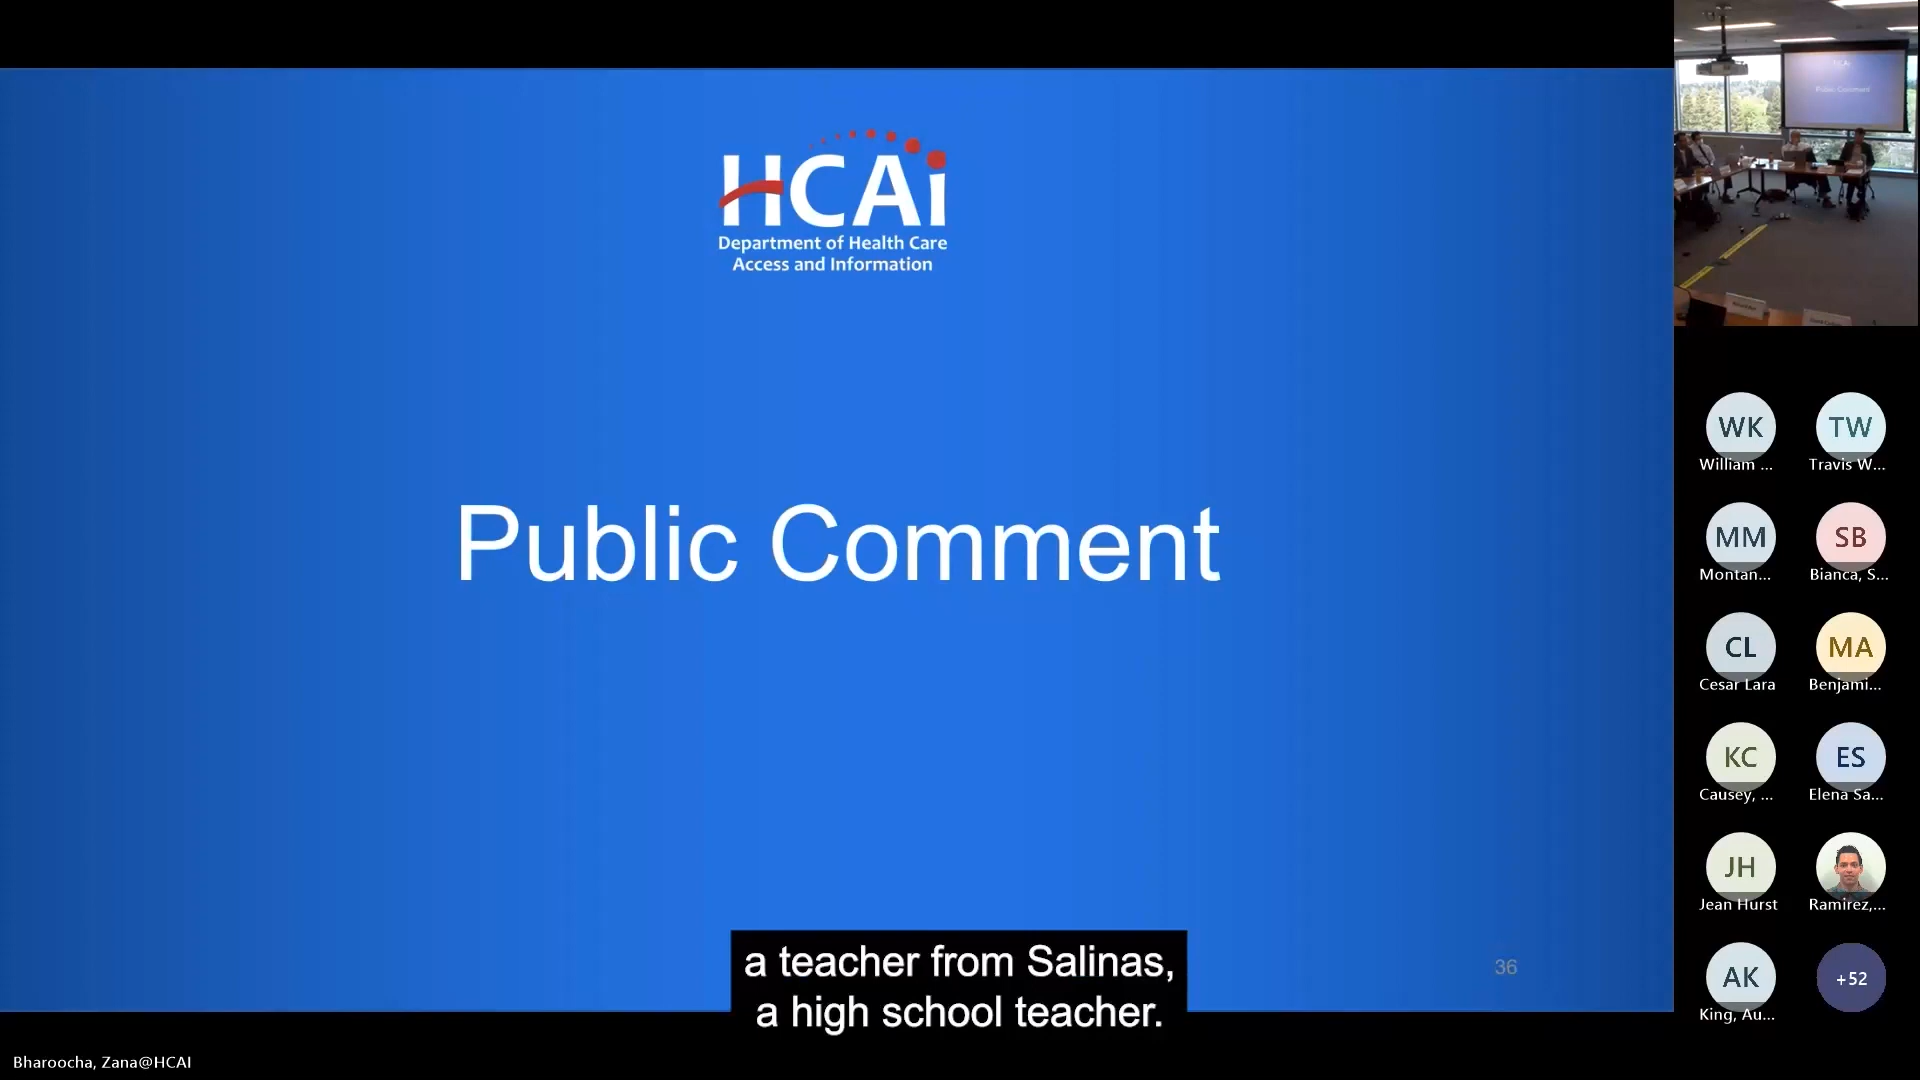 HCAi
Department of Health Care
Access and Information
Public Comment
36
a teacher from Salinas,
a high school teacher.
Bharoocha, Zana@HCAI
Public Comment
WK
William ...
TW
Travis W...
MM
Montan...
SB
Bianca, S...
CL
Cesar Lara
MA
Benjami...
KC
Causey, ...
ES
Elena Sa...
JH
Jean Hurst
Ramirez,...
AK
King, Au...
+52